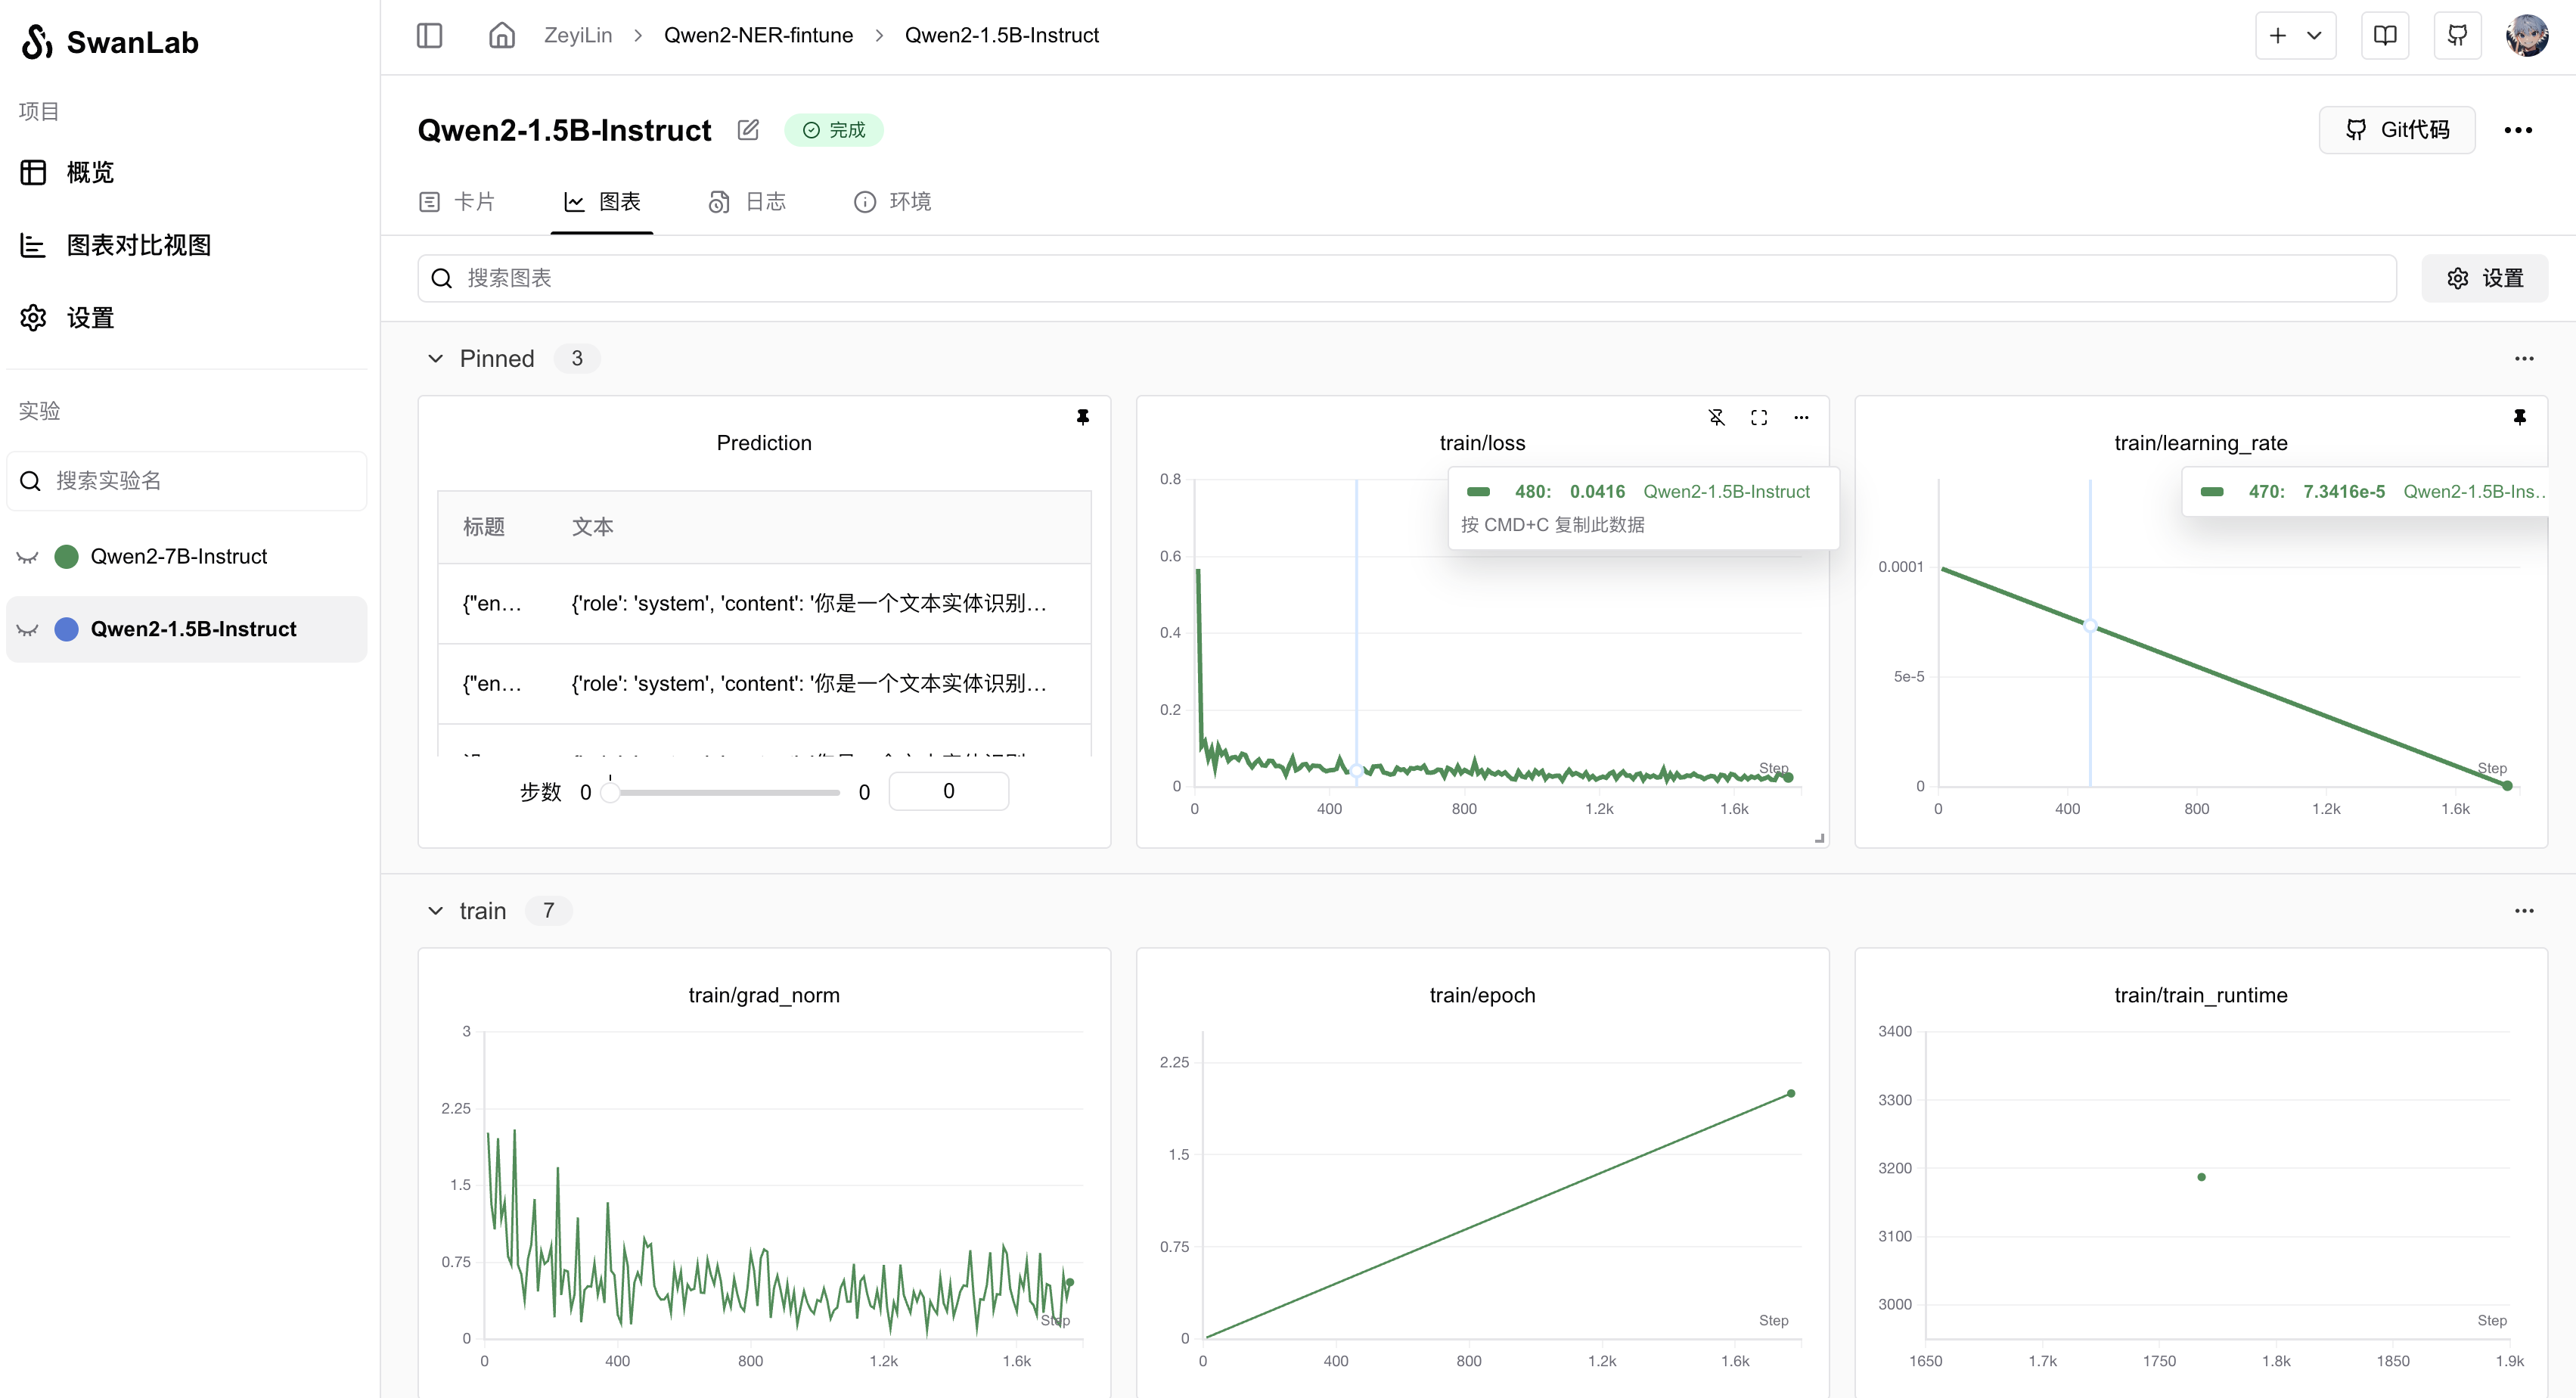 SwanLab
项目
概览
图表对比视图
设置
实验
搜索实验名
Qwen2-7B-Instruct
Qwen2-1.5B-Instruct
ZeyiLin > Qwen2-NER-fintune > Qwen2-1.5B-Instruct
Qwen2-1.5B-Instruct 完成
Git代码
卡片 图表 日志 环境
搜索图表
设置
Pinned 3
Prediction
标题 文本
{"en... {'role': 'system', 'content': '你是一个文本实体识别...
{"en... {'role': 'system', 'content': '你是一个文本实体识别...
步数 0 0 0
train/loss
480: 0.0416 Qwen2-1.5B-Instruct
按 CMD+C 复制此数据
0.8
0.6
0.4
0.2
0
Step
0 400 800 1.2k 1.6k
train/learning_rate
470: 7.3416e-5 Qwen2-1.5B-Ins...
0.0001
5e-5
0
Step
0 400 800 1.2k 1.6k
train 7
train/grad_norm
3
2.25
1.5
0.75
0
Step
0 400 800 1.2k 1.6k
train/epoch
2.25
1.5
0.75
0
Step
0 400 800 1.2k 1.6k
train/train_runtime
3400
3300
3200
3100
3000
Step
1650 1.7k 1750 1.8k 1850 1.9k